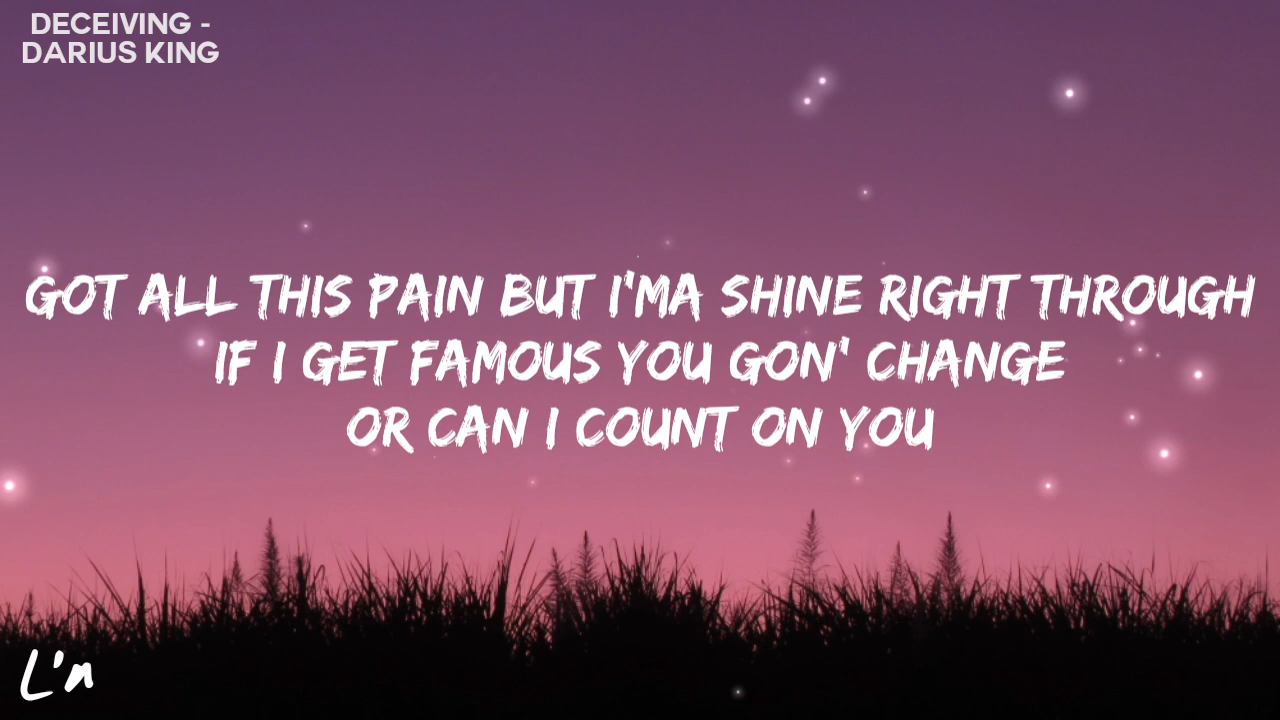 DECEIVING -
DARIUS KING
GOT ALL THIS PAIN BUT I'MA SHINE RIGHT THROUGH
IF I GET FAMOUS YOU GON' CHANGE
OR CAN I COUNT ON YOU
L'n